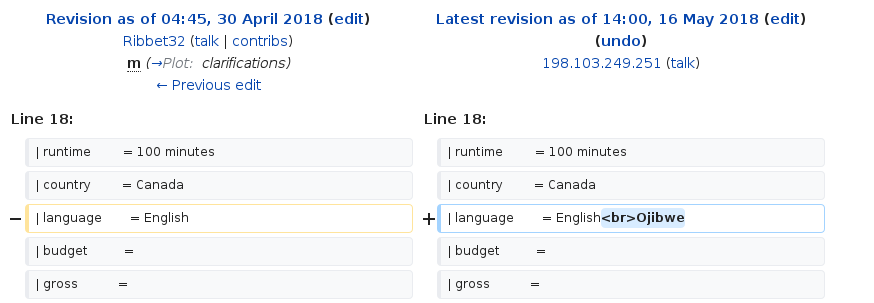 Revision as of 04:45, 30 April 2018 (edit)
Ribbet32 (talk | contribs)
m (→Plot: clarifications)
← Previous edit
Latest revision as of 14:00, 16 May 2018 (edit)
(undo)
198.103.249.251 (talk)
Line 18:
Line 18:
| runtime = 100 minutes
| runtime = 100 minutes
| country = Canada
| country = Canada
− | language = English
+ | language = English<br>Ojibwe
| budget =
| budget =
| gross =
| gross =